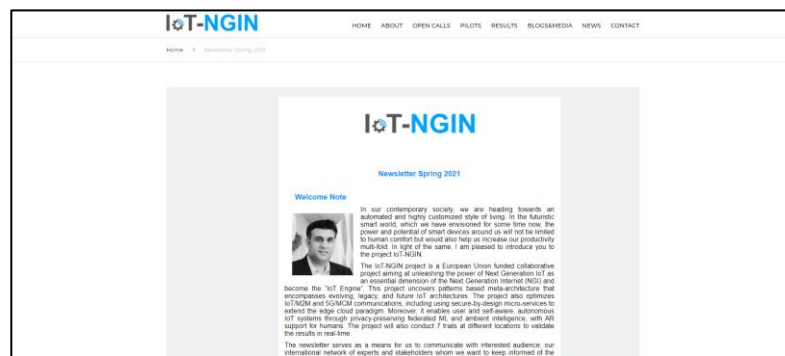 IoT-NGIN
HOME ABOUT OPEN CALLS PILOTS RESULTS BLOGS&MEDIA NEWS CONTACT
Home > Newsletter Spring 2021
IoT-NGIN
Newsletter Spring 2021
Welcome Note
In our contemporary society, we are heading towards an
automated and highly customized style of living. In the futuristic
smart world, which we have envisioned for some time now, the
power and potential of smart devices around us will not be limited
to human comfort but would also help us increase our productivity
multi-fold. In light of the same, I am pleased to introduce you to
the project IoT-NGIN.
The IoT-NGIN project is a European Union funded collaborative
project aiming at unleashing the power of Next Generation IoT as
an essential dimension of the Next Generation Internet (NGI) and
become the "IoT Engine". This project uncovers patterns based meta-architecture that
encompasses evolving, legacy, and future IoT architectures. The project also optimizes
IoT/M2M and 5G/MCM communications, including using secure-by-design micro-services to
extend the edge cloud paradigm. Moreover, it enables user and self-aware, autonomous
IoT systems through privacy-preserving federated ML and ambient intelligence, with AR
support for humans. The project will also conduct 7 trials at different locations to validate
the results in real-time.
The newsletter serves as a means for us to communicate with interested audience, our
international network of experts and stakeholders whom we want to keep informed of the